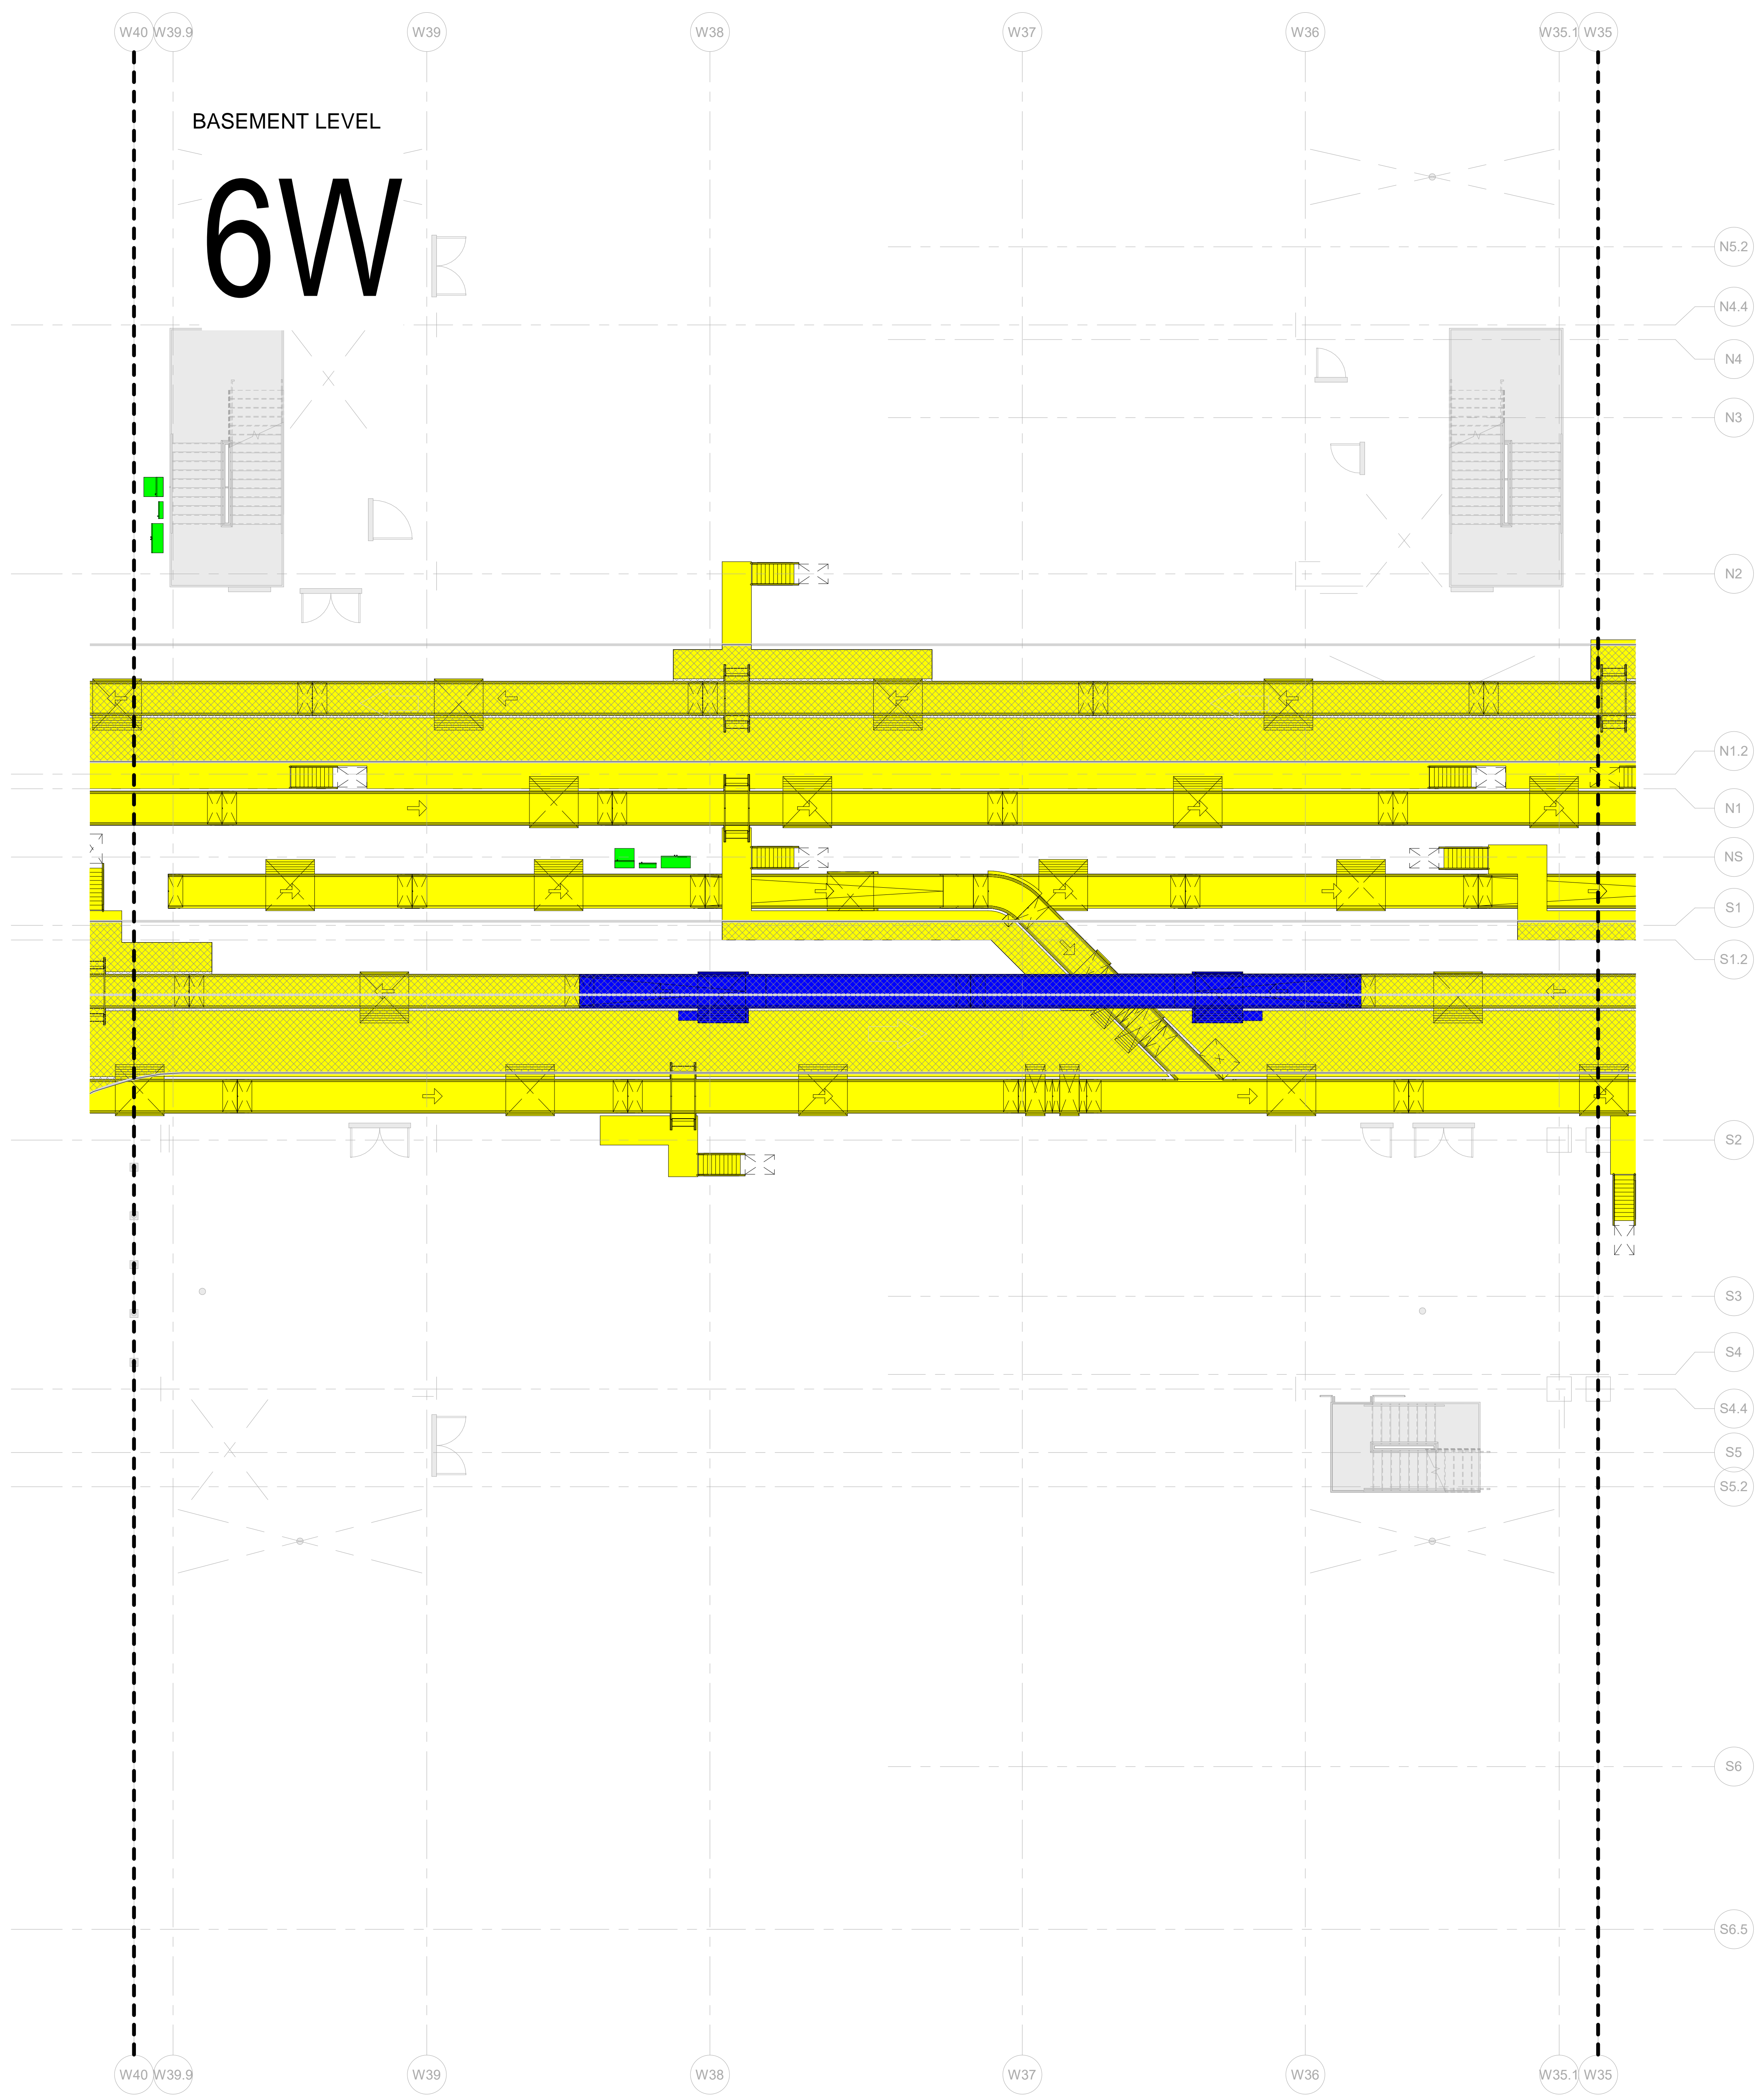 W40 W39.9 W39 W38 W37 W36 W35.1 W35
BASEMENT LEVEL
6W
N5.2
N4.4
N4
N3
N2
N1.2
N1
NS
S1
S1.2
S2
S3
S4
S4.4
S5
S5.2
S6
S6.5
W40 W39.9 W39 W38 W37 W36 W35.1 W35